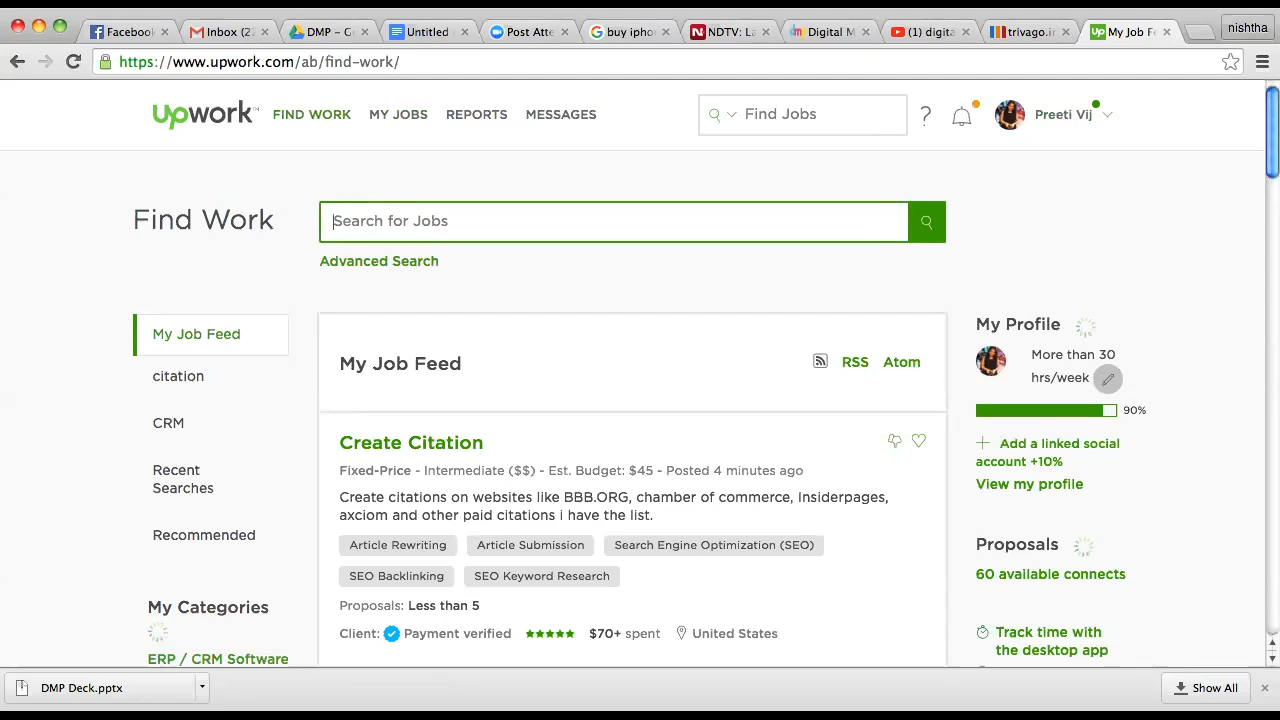 Facebook
Inbox (2
DMP – G
Untitled
Post Atte
buy ipho
NDTV: La
Digital M
(1) digita
trivago.in
My Job Fe
nishtha
https://www.upwork.com/ab/find-work/
upwork™
FIND WORK
MY JOBS
REPORTS
MESSAGES
Find Jobs
?
Preeti Vij
Find Work
Search for Jobs
Advanced Search
My Job Feed
citation
CRM
Recent
Searches
Recommended
My Categories
ERP / CRM Software
My Job Feed
RSS
Atom
Create Citation
Fixed-Price - Intermediate ($$) - Est. Budget: $45 - Posted 4 minutes ago
Create citations on websites like BBB.ORG, chamber of commerce, Insiderpages,
axciom and other paid citations i have the list.
Article Rewriting
Article Submission
Search Engine Optimization (SEO)
SEO Backlinking
SEO Keyword Research
Proposals: Less than 5
Client: Payment verified $70+ spent United States
My Profile
More than 30
hrs/week
90%
Add a linked social
account +10%
View my profile
Proposals
60 available connects
Track time with
the desktop app
DMP Deck.pptx
Show All